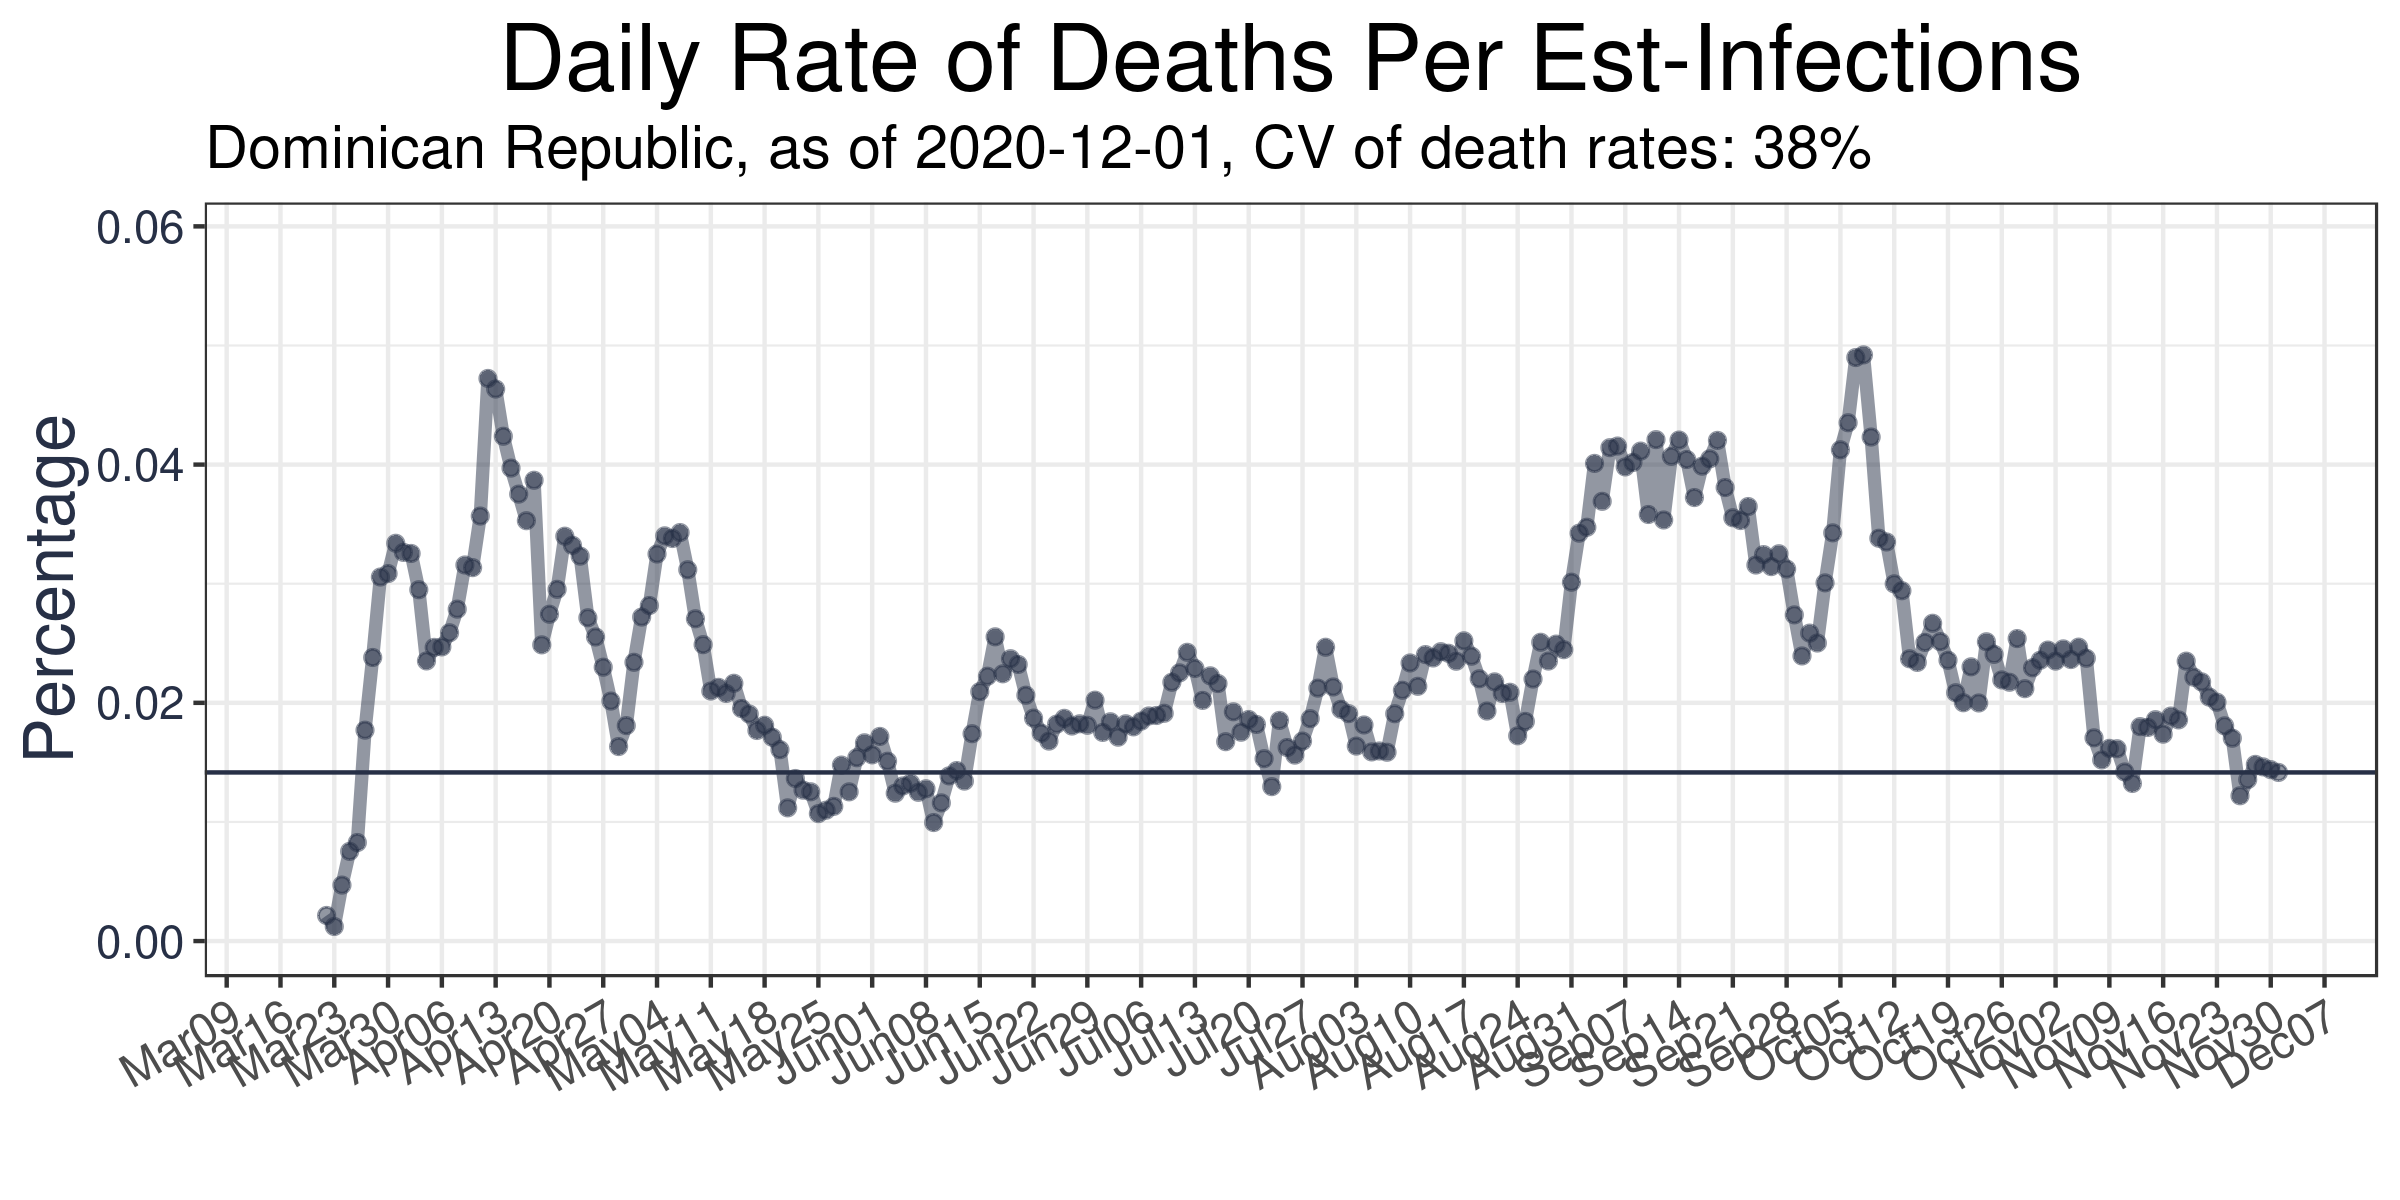 Daily Rate of Deaths Per Est-Infections
Dominican Republic, as of 2020-12-01, CV of death rates: 38%
Percentage
0.06
0.04
0.02
0.00
Mar09
Mar16
Mar23
Mar30
Apr06
Apr13
Apr20
Apr27
May04
May11
May18
May25
Jun01
Jun08
Jun15
Jun22
Jun29
Jul06
Jul13
Jul20
Jul27
Aug03
Aug10
Aug17
Aug24
Aug31
Sep07
Sep14
Sep21
Sep28
Oct05
Oct12
Oct19
Oct26
Nov02
Nov09
Nov16
Nov23
Nov30
Dec07